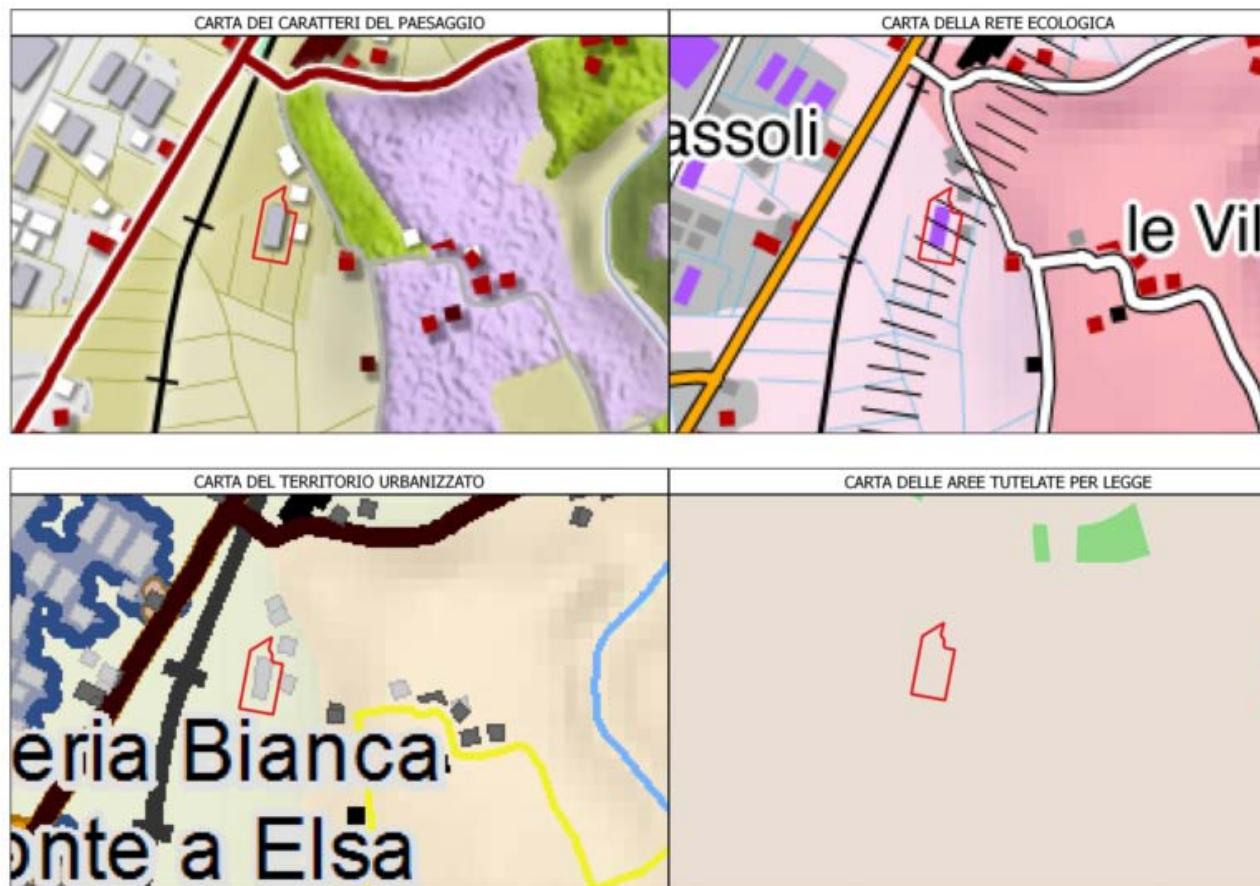 CARTA DEI CARATTERI DEL PAESAGGIO
CARTA DELLA RETE ECOLOGICA
assoli
le Vil
CARTA DEL TERRITORIO URBANIZZATO
CARTA DELLE AREE TUTELATE PER LEGGE
eria Bianca
onte a Elsa